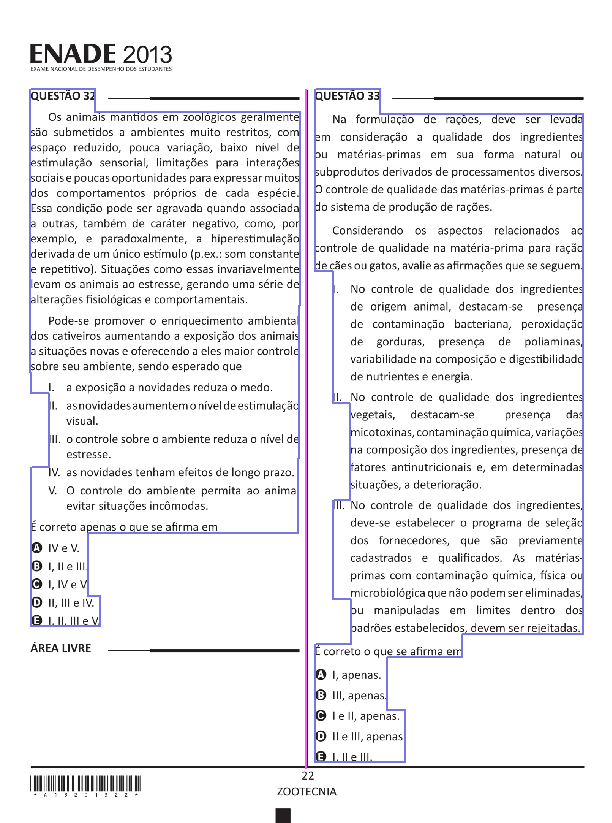 ENADE 2013
EXAME NACIONAL DE DESEMPENHO DOS ESTUDANTES
QUESTÃO 32
Os animais mantidos em zoológicos geralmente
são submetidos a ambientes muito restritos, com
espaço reduzido, pouca variação, baixo nível de
estimulação sensorial, limitações para interações
sociais e poucas oportunidades para expressar muitos
dos comportamentos próprios de cada espécie.
Essa condição pode ser agravada quando associada
a outras, também de caráter negativo, como, por
exemplo, e paradoxalmente, a hiperestimulação
derivada de um único estímulo (p.ex.: som constante
e repetitivo). Situações como essas invariavelmente
levam os animais ao estresse, gerando uma série de
alterações fisiológicas e comportamentais.
Pode-se promover o enriquecimento ambiental
dos cativeiros aumentando a exposição dos animais
a situações novas e oferecendo a eles maior controle
sobre seu ambiente, sendo esperado que
I. a exposição a novidades reduza o medo.
II. as novidades aumentem o nível de estimulação
visual.
III. o controle sobre o ambiente reduza o nível de
estresse.
IV. as novidades tenham efeitos de longo prazo.
V. O controle do ambiente permita ao animal
evitar situações incômodas.
É correto apenas o que se afirma em
A IV e V.
B I, II e III.
C I, IV e V.
D II, III e IV.
E I, II, III e V.
ÁREA LIVRE
QUESTÃO 33
Na formulação de rações, deve ser levada
em consideração a qualidade dos ingredientes
ou matérias-primas em sua forma natural ou
subprodutos derivados de processamentos diversos.
O controle de qualidade das matérias-primas é parte
do sistema de produção de rações.
Considerando os aspectos relacionados ao
controle de qualidade na matéria-prima para ração
de cães ou gatos, avalie as afirmações que se seguem.
I. No controle de qualidade dos ingredientes
de origem animal, destacam-se presença
de contaminação bacteriana, peroxidação
de gorduras, presença de poliaminas,
variabilidade na composição e digestibilidade
de nutrientes e energia.
II. No controle de qualidade dos ingredientes
vegetais, destacam-se presença das
micotoxinas, contaminação química, variações
na composição dos ingredientes, presença de
fatores antinutricionais e, em determinadas
situações, a deterioração.
III. No controle de qualidade dos ingredientes,
deve-se estabelecer o programa de seleção
dos fornecedores, que são previamente
cadastrados e qualificados. As matérias-
primas com contaminação química, física ou
microbiológica que não podem ser eliminadas,
ou manipuladas em limites dentro dos
padrões estabelecidos, devem ser rejeitadas.
É correto o que se afirma em
A I, apenas.
B III, apenas.
C I e II, apenas.
D II e III, apenas
E I, II e III.
22
ZOOTECNIA